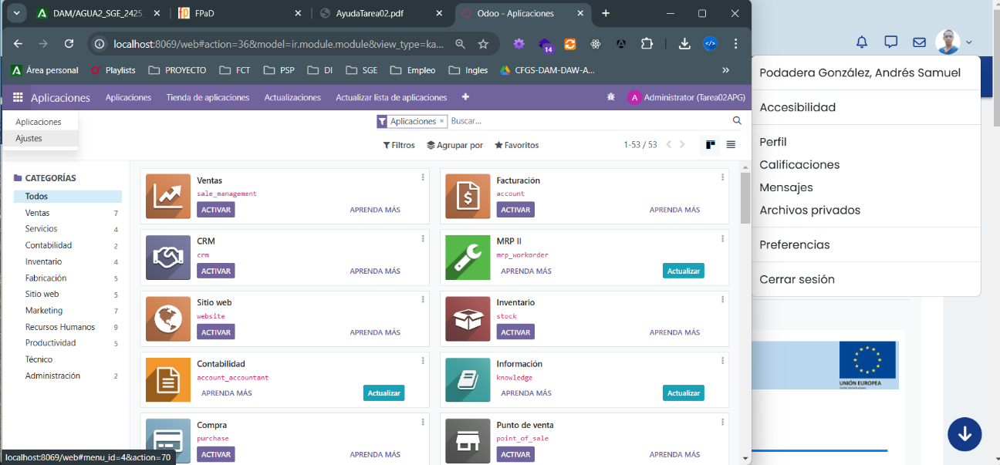 DAM/AGUA2_SGE_2425_
FPaD
AyudaTarea02.pdf
Odoo - Aplicaciones
localhost:8069/web#action=36&model=ir.module.module&view_type=ka...
14
Área personal
Playlists
PROYECTO
FCT
PSP
DI
SGE
Empleo
Ingles
CFGS-DAM-DAW-A...
Aplicaciones
Aplicaciones
Tienda de aplicaciones
Actualizaciones
Actualizar lista de aplicaciones
A
Administrator (Tarea02APG)
Aplicaciones
Ajustes
Aplicaciones
Buscar...
Filtros
Agrupar por
Favoritos
1-53 / 53
CATEGORÍAS
Todos
Ventas 7
Servicios 4
Contabilidad 2
Inventario 4
Fabricación 5
Sitio web 5
Marketing 7
Recursos Humanos 9
Productividad 5
Técnico
Administración 2
Ventas
sale_management
ACTIVAR
APRENDA MÁS
Facturación
account
ACTIVAR
APRENDA MÁS
CRM
crm
ACTIVAR
APRENDA MÁS
MRP II
mrp_workorder
APRENDA MÁS
Actualizar
Sitio web
website
ACTIVAR
APRENDA MÁS
Inventario
stock
ACTIVAR
APRENDA MÁS
Contabilidad
account_accountant
APRENDA MÁS
Actualizar
Información
knowledge
APRENDA MÁS
Actualizar
Compra
purchase
ACTIVAR
APRENDA MÁS
Punto de venta
point_of_sale
ACTIVAR
APRENDA MÁS
localhost:8069/web#menu_id=4&action=70
Podadera González, Andrés Samuel
Accesibilidad
Perfil
Calificaciones
Mensajes
Archivos privados
Preferencias
Cerrar sesión
UNIÓN EUROPEA